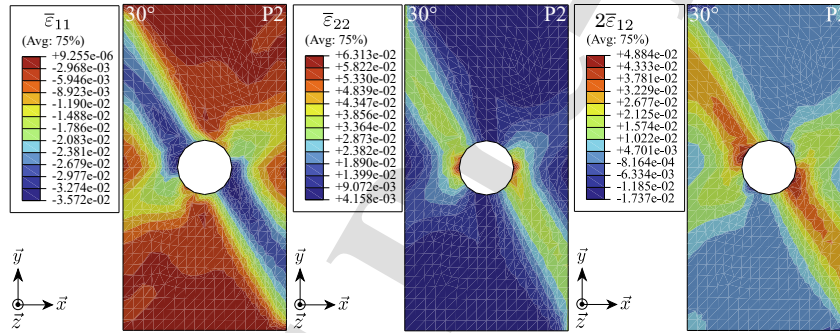 ε̅₁₁
(Avg: 75%)
+9.255e-06
-2.968e-03
-5.946e-03
-8.923e-03
-1.190e-02
-1.488e-02
-1.786e-02
-2.083e-02
-2.381e-02
-2.679e-02
-2.977e-02
-3.274e-02
-3.572e-02
30° P2
y⃗
z⃗
x⃗
ε̅₂₂
(Avg: 75%)
+6.313e-02
+5.822e-02
+5.330e-02
+4.839e-02
+4.347e-02
+3.856e-02
+3.364e-02
+2.873e-02
+2.382e-02
+1.890e-02
+1.399e-02
+9.072e-03
+4.158e-03
30° P2
y⃗
z⃗
x⃗
2ε̅₁₂
(Avg: 75%)
+4.884e-02
+4.333e-02
+3.781e-02
+3.229e-02
+2.677e-02
+2.125e-02
+1.574e-02
+1.022e-02
+4.701e-03
-8.164e-04
-6.334e-03
-1.185e-02
-1.737e-02
30° P2
y⃗
z⃗
x⃗